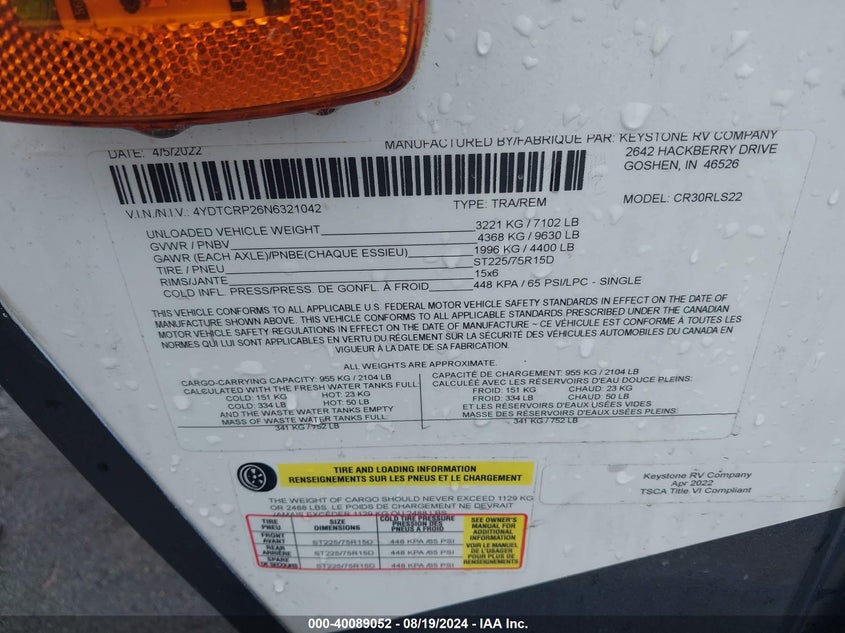 DATE: 4/5/2022
MANUFACTURED BY/FABRIQUE PAR: KEYSTONE RV COMPANY
2642 HACKBERRY DRIVE
GOSHEN, IN 46526
V.I.N./N.I.V.: 4YDTCRP26N6321042
TYPE: TRA/REM
MODEL: CR30RLS22
UNLOADED VEHICLE WEIGHT 3221 KG / 7102 LB
GVWR / PNBV 4368 KG / 9630 LB
GAWR (EACH AXLE)/PNBE(CHAQUE ESSIEU) 1996 KG / 4400 LB
TIRE / PNEU ST225/75R15D
RIMS/JANTE 15x6
COLD INFL. PRESS/PRESS. DE GONFL. À FROID 448 KPA / 65 PSI/LPC - SINGLE
THIS VEHICLE CONFORMS TO ALL APPLICABLE U.S. FEDERAL MOTOR VEHICLE SAFETY STANDARDS IN EFFECT ON THE DATE OF
MANUFACTURE SHOWN ABOVE. THIS VEHICLE CONFORMS TO ALL APPLICABLE STANDARDS PRESCRIBED UNDER THE CANADIAN
MOTOR VEHICLE SAFETY REGULATIONS IN EFFECT ON THE DATE OF MANUFACTURE ~ CE VÉHICULE EST CONFORME À TOUTES LES
NORMES QUI LUI SONT APPLICABLES EN VERTU DU RÈGLEMENT SUR LA SÉCURITÉ DES VÉHICULES AUTOMOBILES DU CANADA EN
VIGUEUR À LA DATE DE SA FABRICATION.
ALL WEIGHTS ARE APPROXIMATE.
CARGO-CARRYING CAPACITY: 955 KG / 2104 LB
CALCULATED WITH THE FRESH WATER TANKS FULL:
COLD: 151 KG HOT: 23 KG
COLD: 334 LB HOT: 50 LB
AND THE WASTE WATER TANKS EMPTY
MASS OF WASTE WATER TANKS FULL:
341 KG / 752 LB
CAPACITÉ DE CHARGEMENT: 955 KG / 2104 LB
CALCULÉE AVEC LES RÉSERVOIRS D'EAU DOUCE PLEINS:
FROID: 151 KG CHAUD: 23 KG
FROID: 334 LB CHAUD: 50 LB
ET LES RÉSERVOIRS D'EAUX USÉES VIDES
MASSE DES RÉSERVOIRS D'EAUX USÉES PLEINS:
341 KG / 752 LB
TIRE AND LOADING INFORMATION
RENSEIGNEMENTS SUR LES PNEUS ET LE CHARGEMENT
THE WEIGHT OF CARGO SHOULD NEVER EXCEED 1129 KG
OR 2488 LBS. LE POIDS DE CHARGEMENT NE DEVRAIT
JAMAIS EXCÉDER 1129 KG OU 2488 LBS.
TIRE PNEU
SIZE DIMENSIONS
COLD TIRE PRESSURE
PRESSION DES PNEUS À FROID
FRONT AVANT ST225/75R15D 448 KPA /65 PSI
REAR ARRIÈRE ST225/75R15D 448 KPA /65 PSI
SPARE DE SECOURS ST225/75R15D 448 KPA /65 PSI
SEE OWNER'S
MANUAL FOR
ADDITIONAL
INFORMATION
VOIR LE MANUEL
DE L'USAGER
POUR PLUS DE
RENSEIGNEMENTS
Keystone RV Company
Apr 2022
TSCA Title VI Compliant
000-40089052 - 08/19/2024 - IAA Inc.